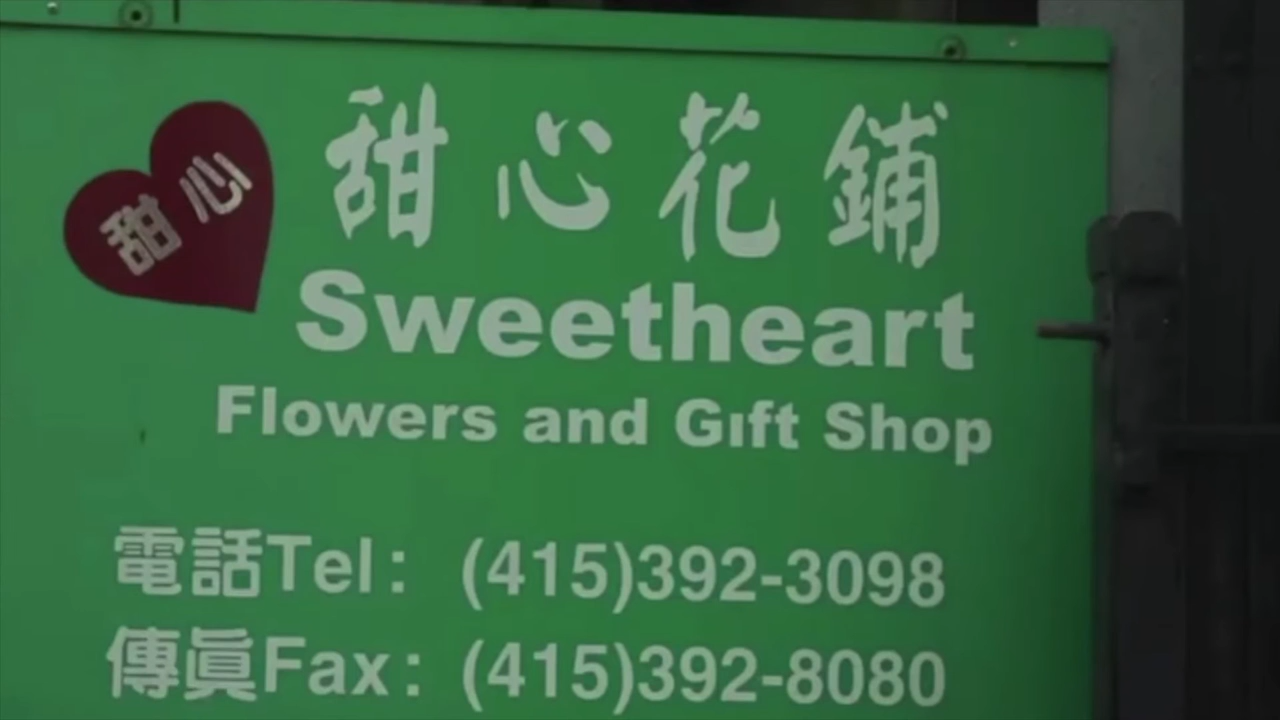 甜心
甜心花鋪
Sweetheart
Flowers and Gift Shop
電話Tel: (415)392-3098
傳眞Fax: (415)392-8080